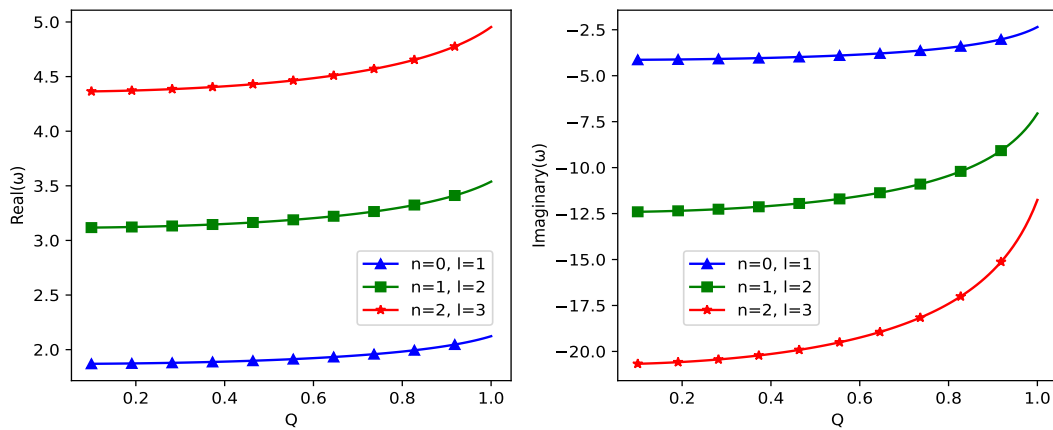 5.0
4.5
4.0
3.5
3.0
2.5
2.0
Real(ω)
0.2 0.4 0.6 0.8 1.0
Q
n=0, l=1
n=1, l=2
n=2, l=3
−2.5
−5.0
−7.5
−10.0
−12.5
−15.0
−17.5
−20.0
Imaginary(ω)
0.2 0.4 0.6 0.8 1.0
Q
n=0, l=1
n=1, l=2
n=2, l=3